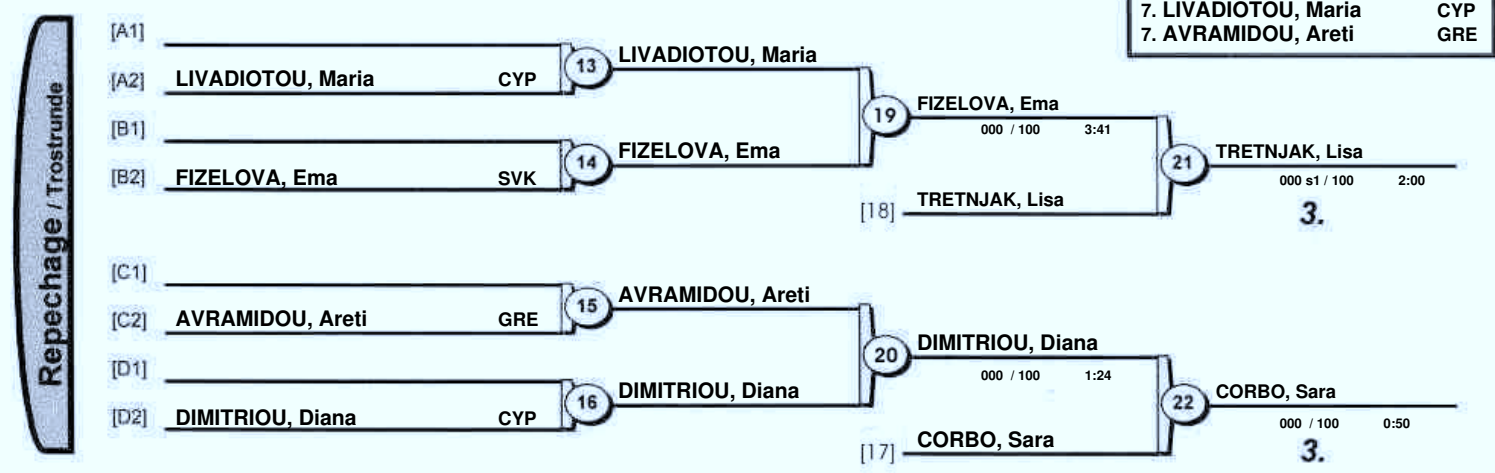 7. LIVADIOTOU, Maria CYP
7. AVRAMIDOU, Areti GRE
Repechage / Trostrunde
[A1]
[A2] LIVADIOTOU, Maria CYP
13 LIVADIOTOU, Maria
[B1]
[B2] FIZELOVA, Ema SVK
14 FIZELOVA, Ema
19 FIZELOVA, Ema
000 / 100 3:41
[18] TRETNJAK, Lisa
21 TRETNJAK, Lisa
000 s1 / 100 2:00
3.
[C1]
[C2] AVRAMIDOU, Areti GRE
15 AVRAMIDOU, Areti
[D1]
[D2] DIMITRIOU, Diana CYP
16 DIMITRIOU, Diana
20 DIMITRIOU, Diana
000 / 100 1:24
[17] CORBO, Sara
22 CORBO, Sara
000 / 100 0:50
3.